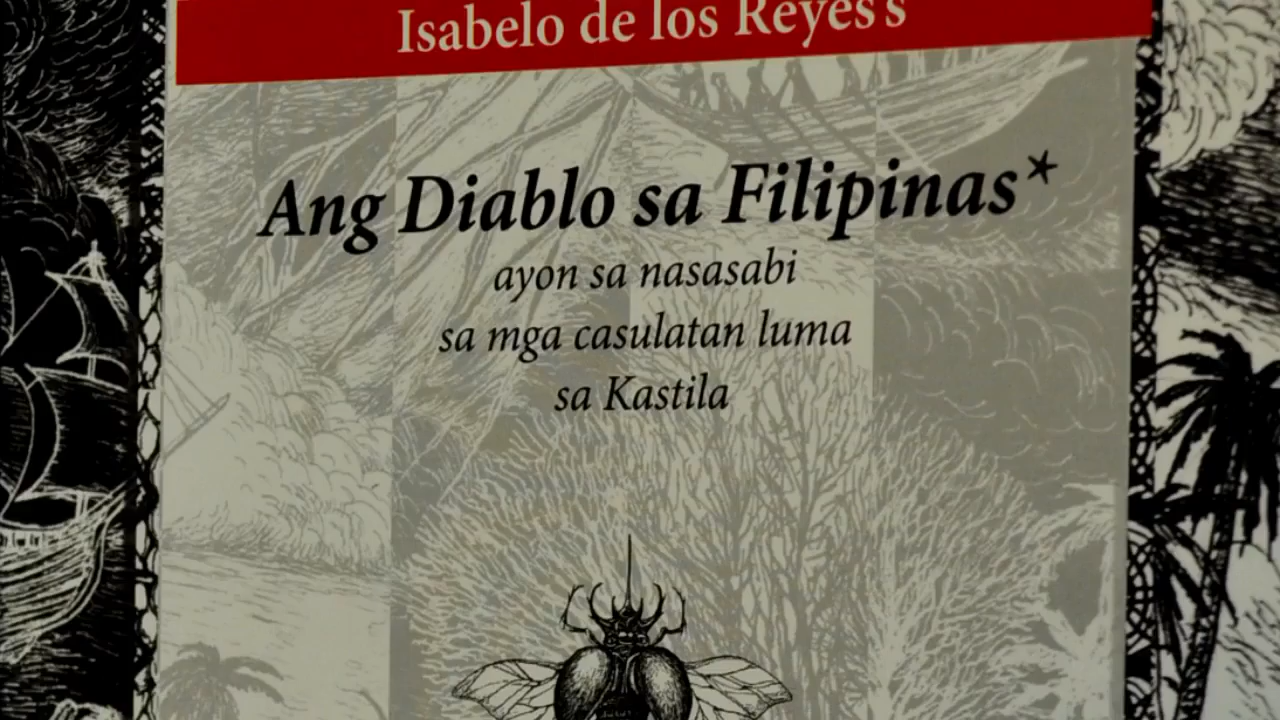 Isabelo de los Reyes's
Ang Diablo sa Filipinas*
ayon sa nasasabi
sa mga casulatan luma
sa Kastila